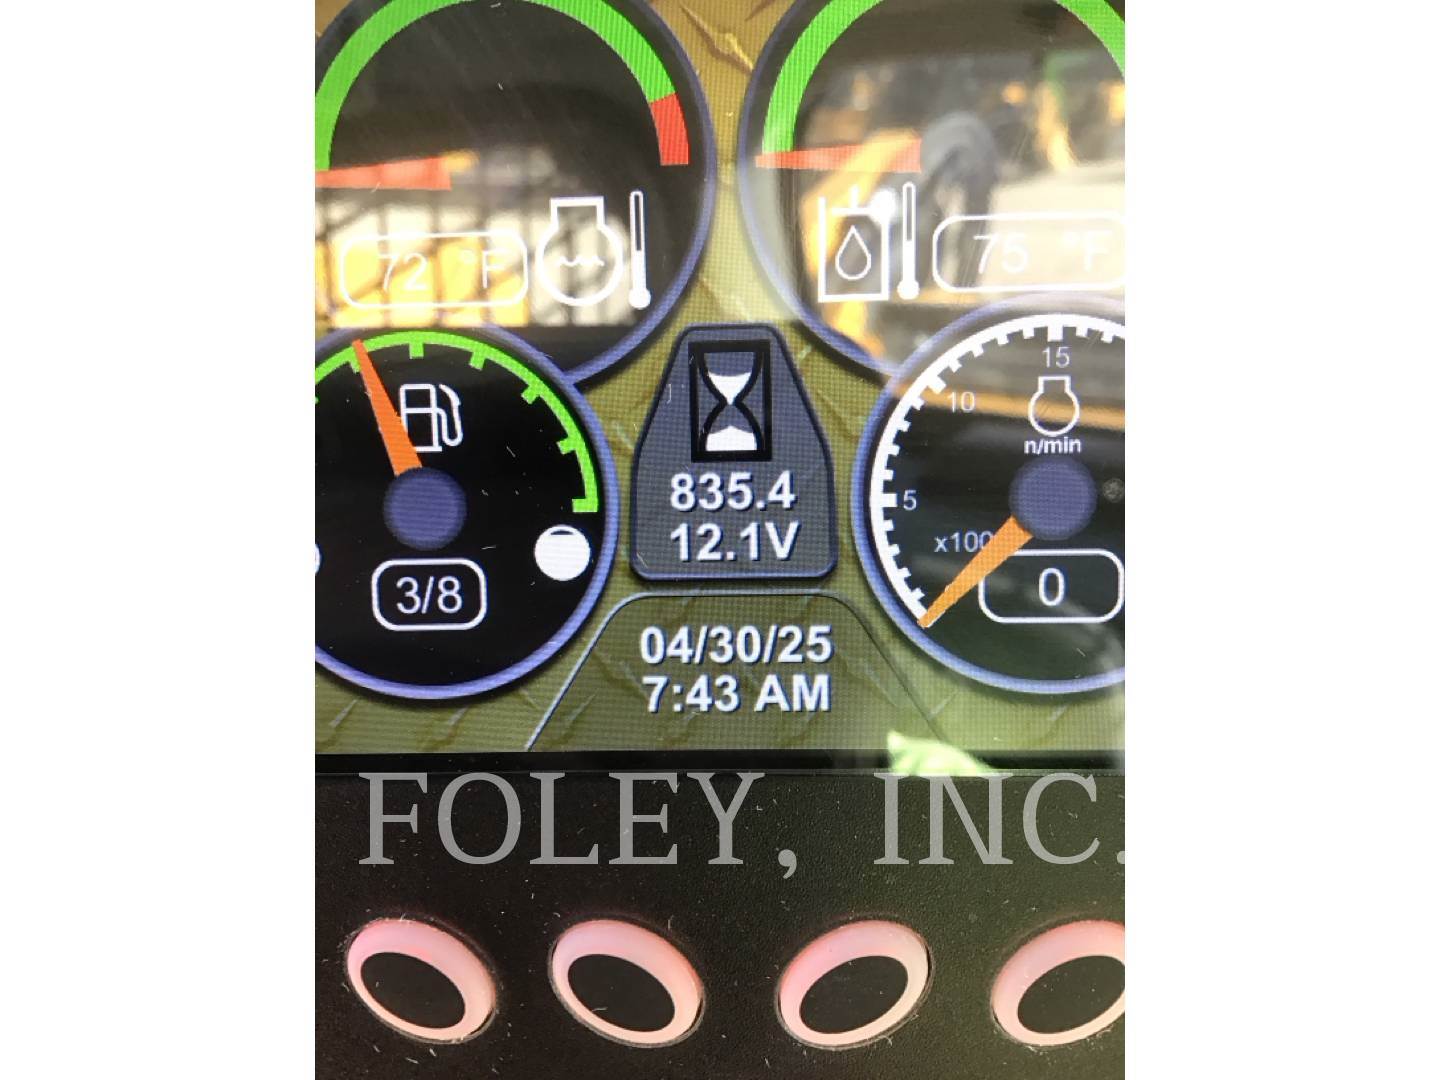 72 °F
75 °F
15
10
n/min
5
x100
835.4
12.1V
3/8
0
04/30/25
7:43 AM
FOLEY, INC.